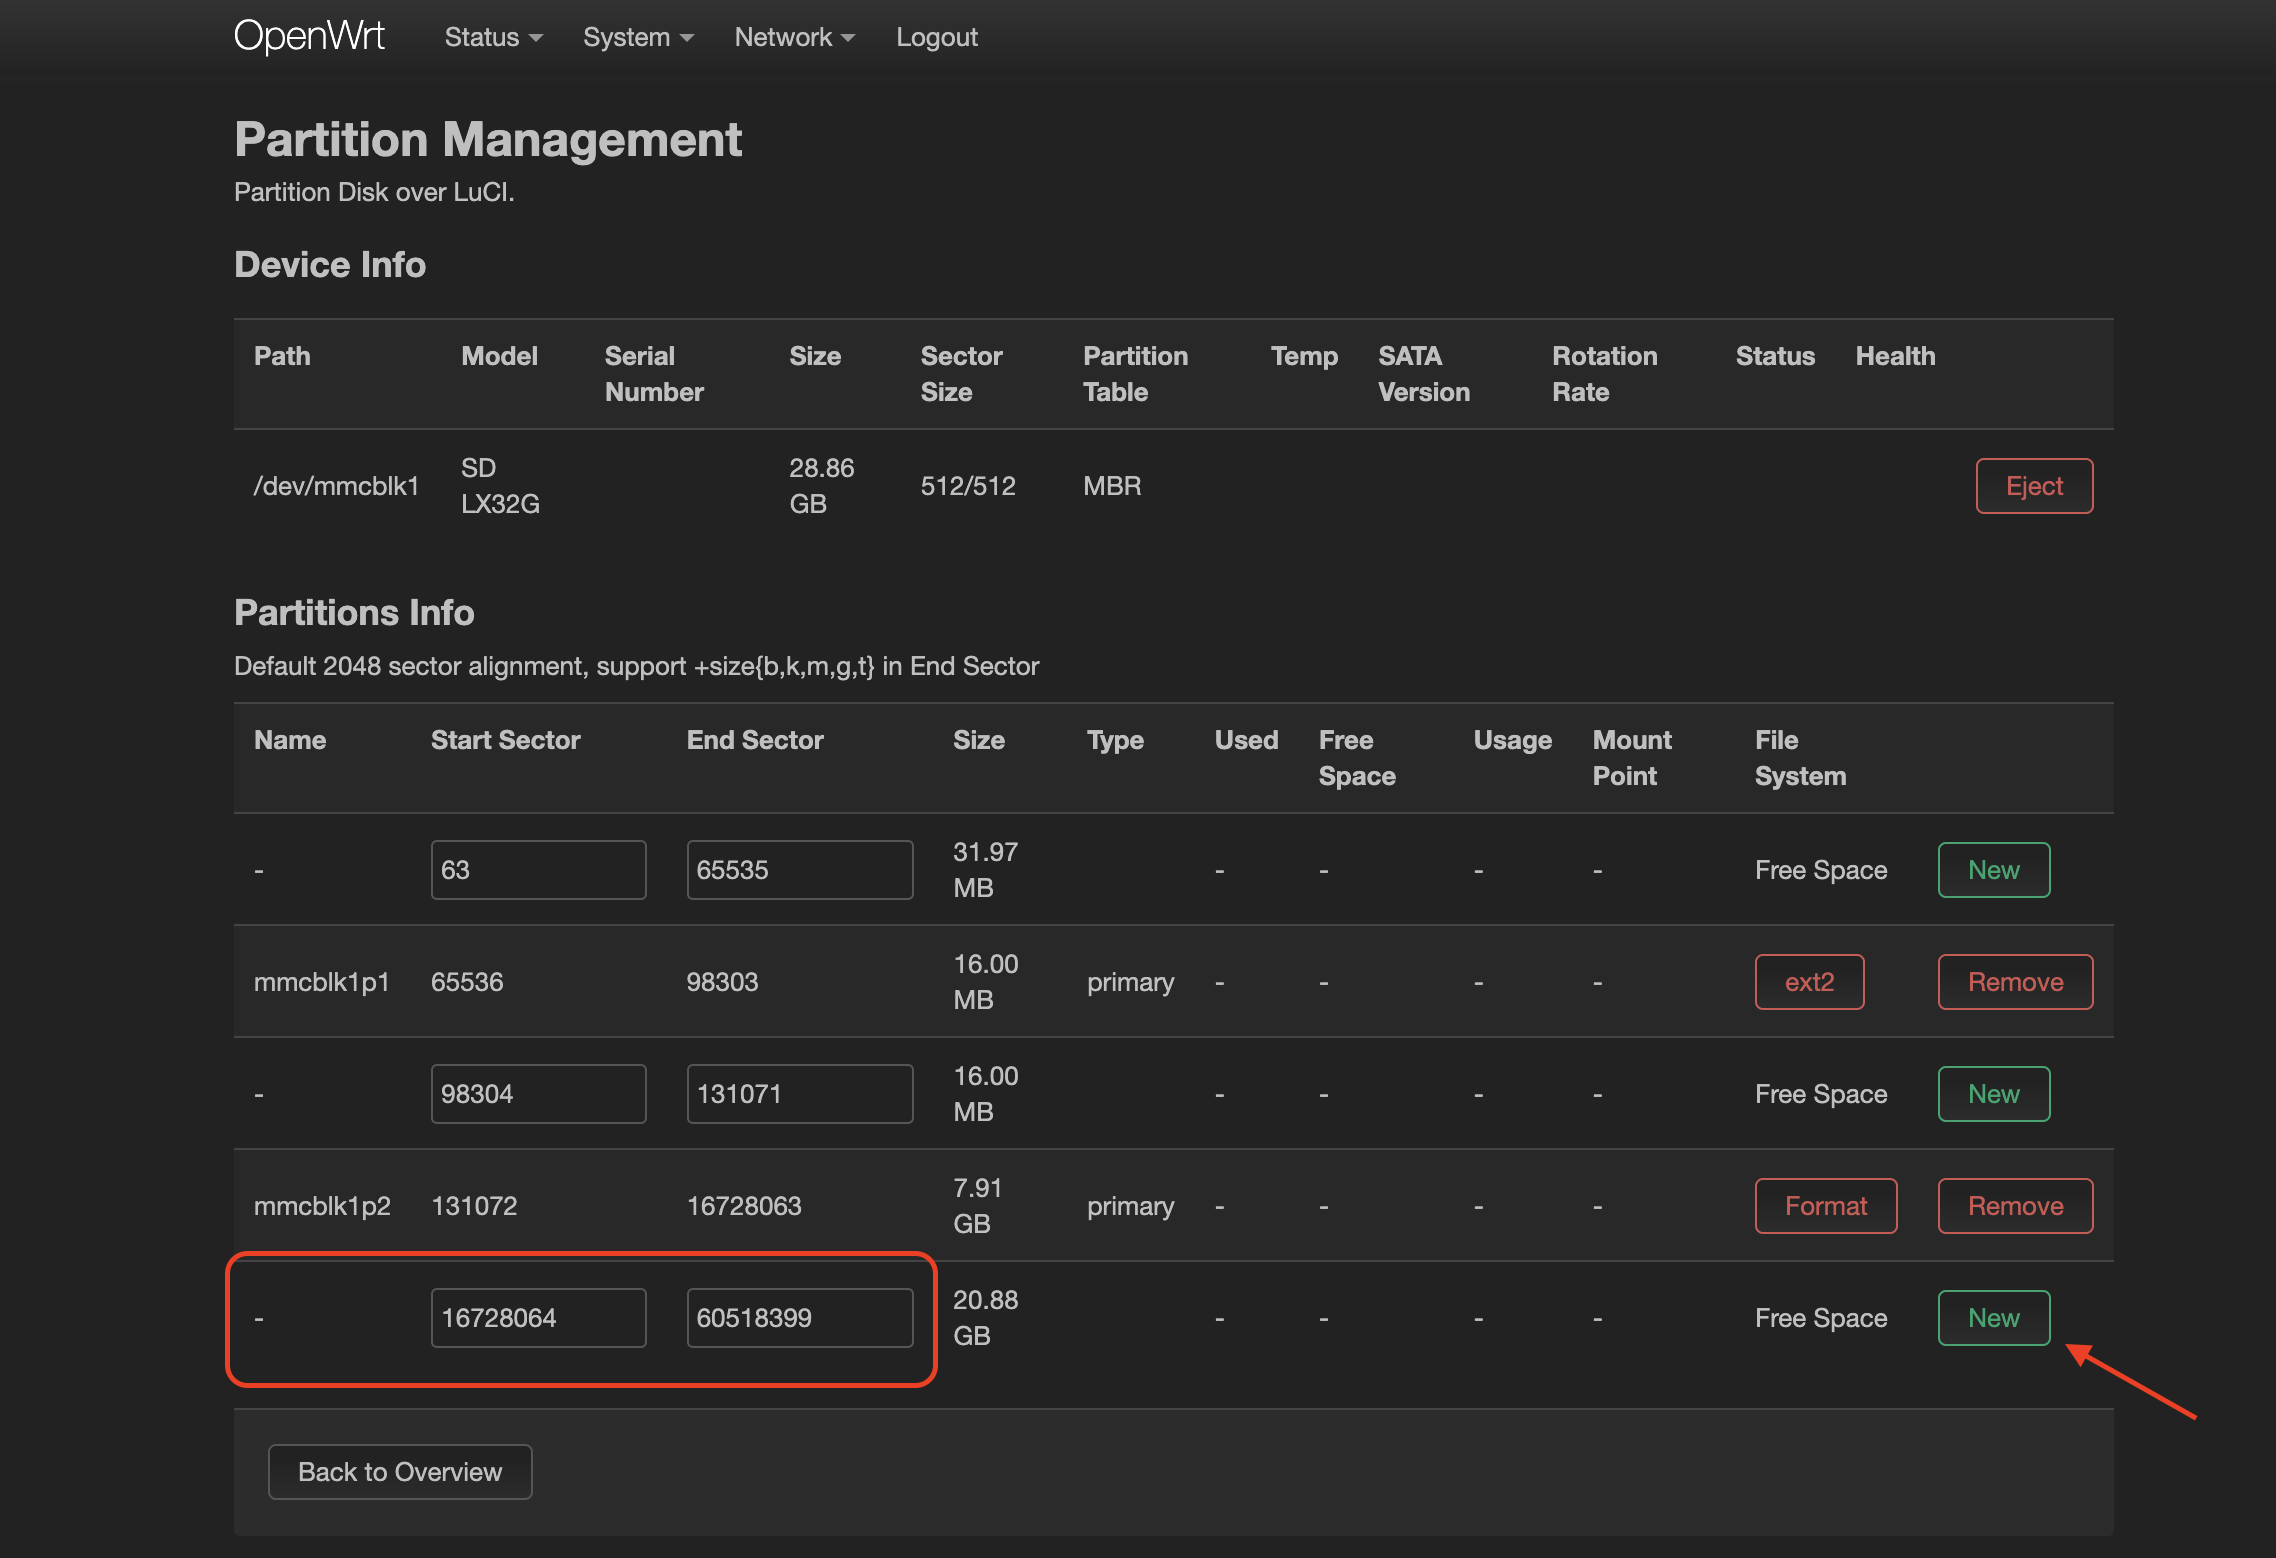 OpenWrt Status System Network Logout
Partition Management
Partition Disk over LuCI.
Device Info
Path Model Serial Number Size Sector Size Partition Table Temp SATA Version Rotation Rate Status Health
/dev/mmcblk1 SD LX32G 28.86 GB 512/512 MBR Eject
Partitions Info
Default 2048 sector alignment, support +size{b,k,m,g,t} in End Sector
Name Start Sector End Sector Size Type Used Free Space Usage Mount Point File System
- 63 65535 31.97 MB - - - - Free Space New
mmcblk1p1 65536 98303 16.00 MB primary - - - - ext2 Remove
- 98304 131071 16.00 MB - - - - Free Space New
mmcblk1p2 131072 16728063 7.91 GB primary - - - - Format Remove
- 16728064 60518399 20.88 GB - - - - Free Space New
Back to Overview